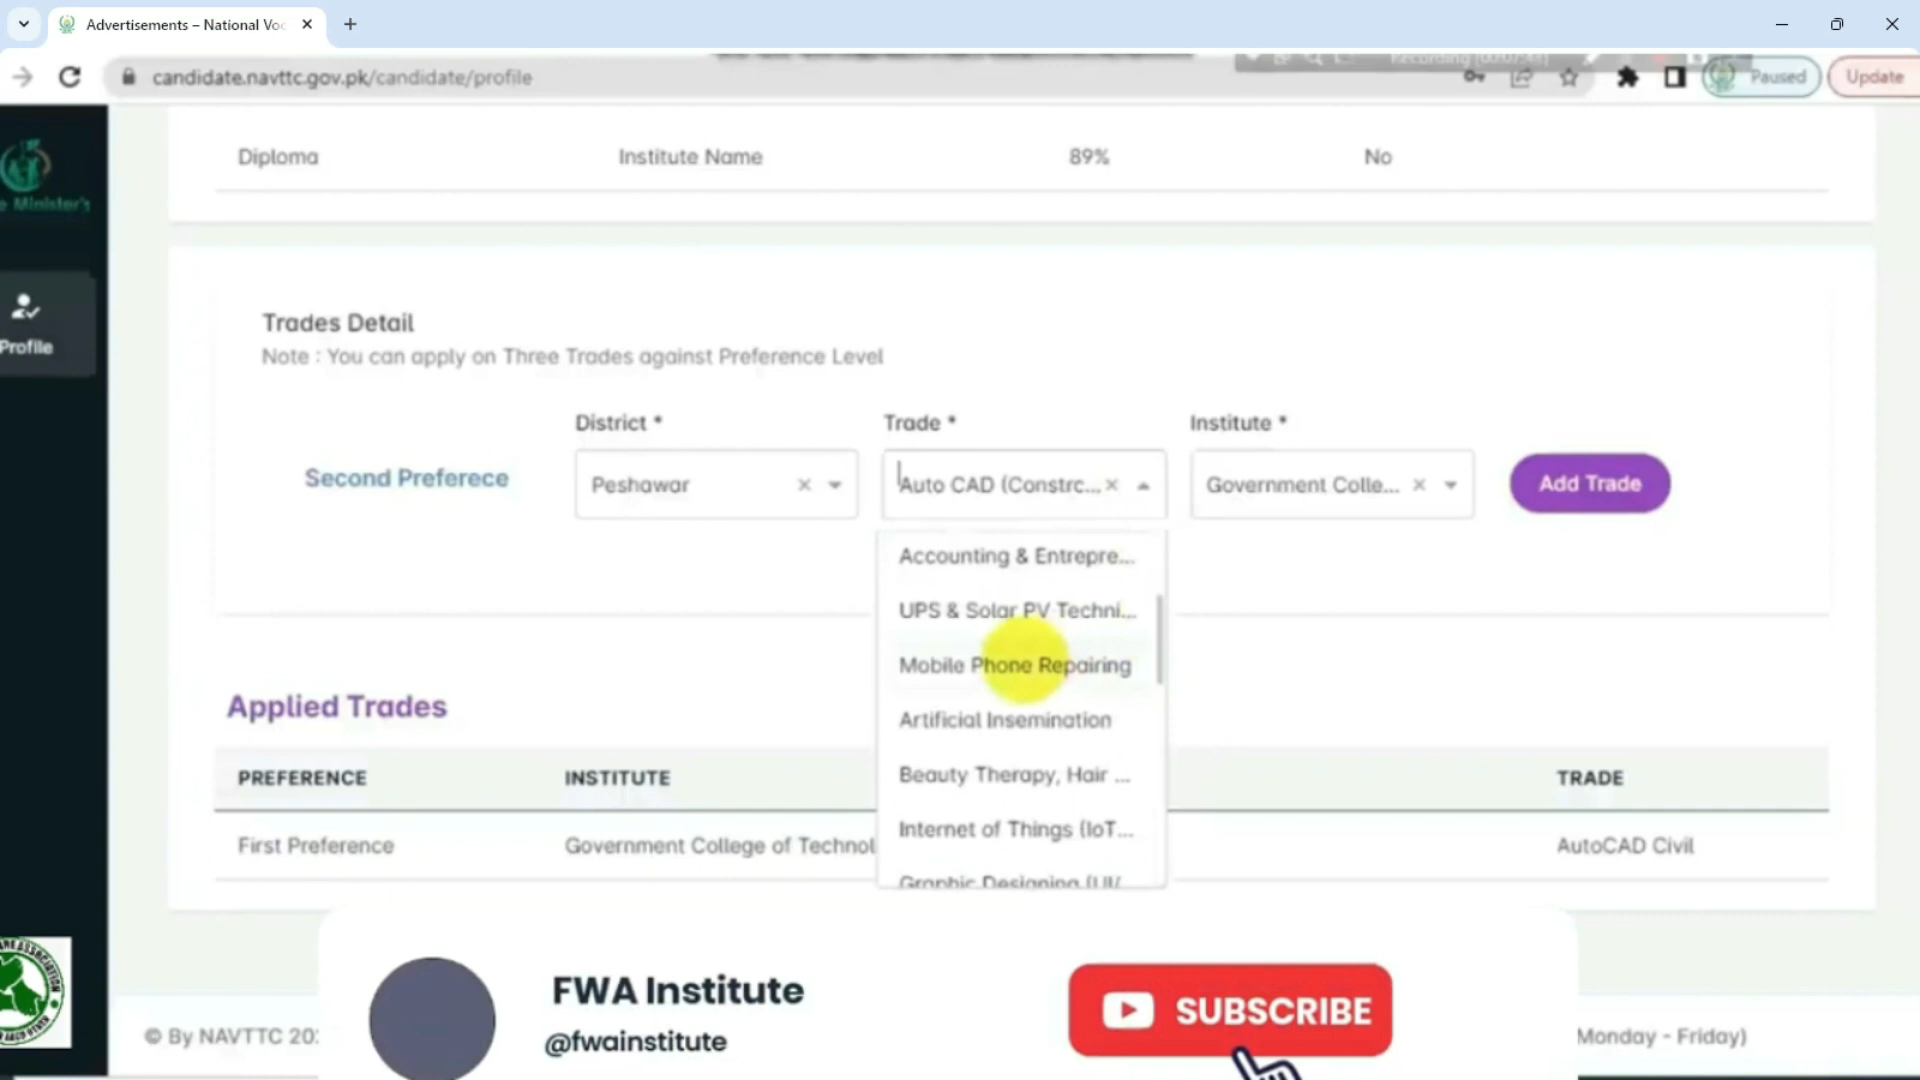 Advertisements – National Voc
candidate.navttc.gov.pk/candidate/profile
Paused
Update
Diploma
Institute Name
89%
No
Minister's
Profile
Trades Detail
Note : You can apply on Three Trades against Preference Level
District *
Trade *
Institute *
Second Preferece
Peshawar
Auto CAD (Constrc...
Government Colle...
Add Trade
Accounting & Entrepre...
UPS & Solar PV Techni...
Mobile Phone Repairing
Artificial Insemination
Beauty Therapy, Hair ...
Internet of Things (IoT...
Graphic Designing (UI/
Applied Trades
PREFERENCE
INSTITUTE
TRADE
First Preference
Government College of Technol
AutoCAD Civil
FWA Institute
@fwainstitute
SUBSCRIBE
© By NAVTTC 20
Monday - Friday)